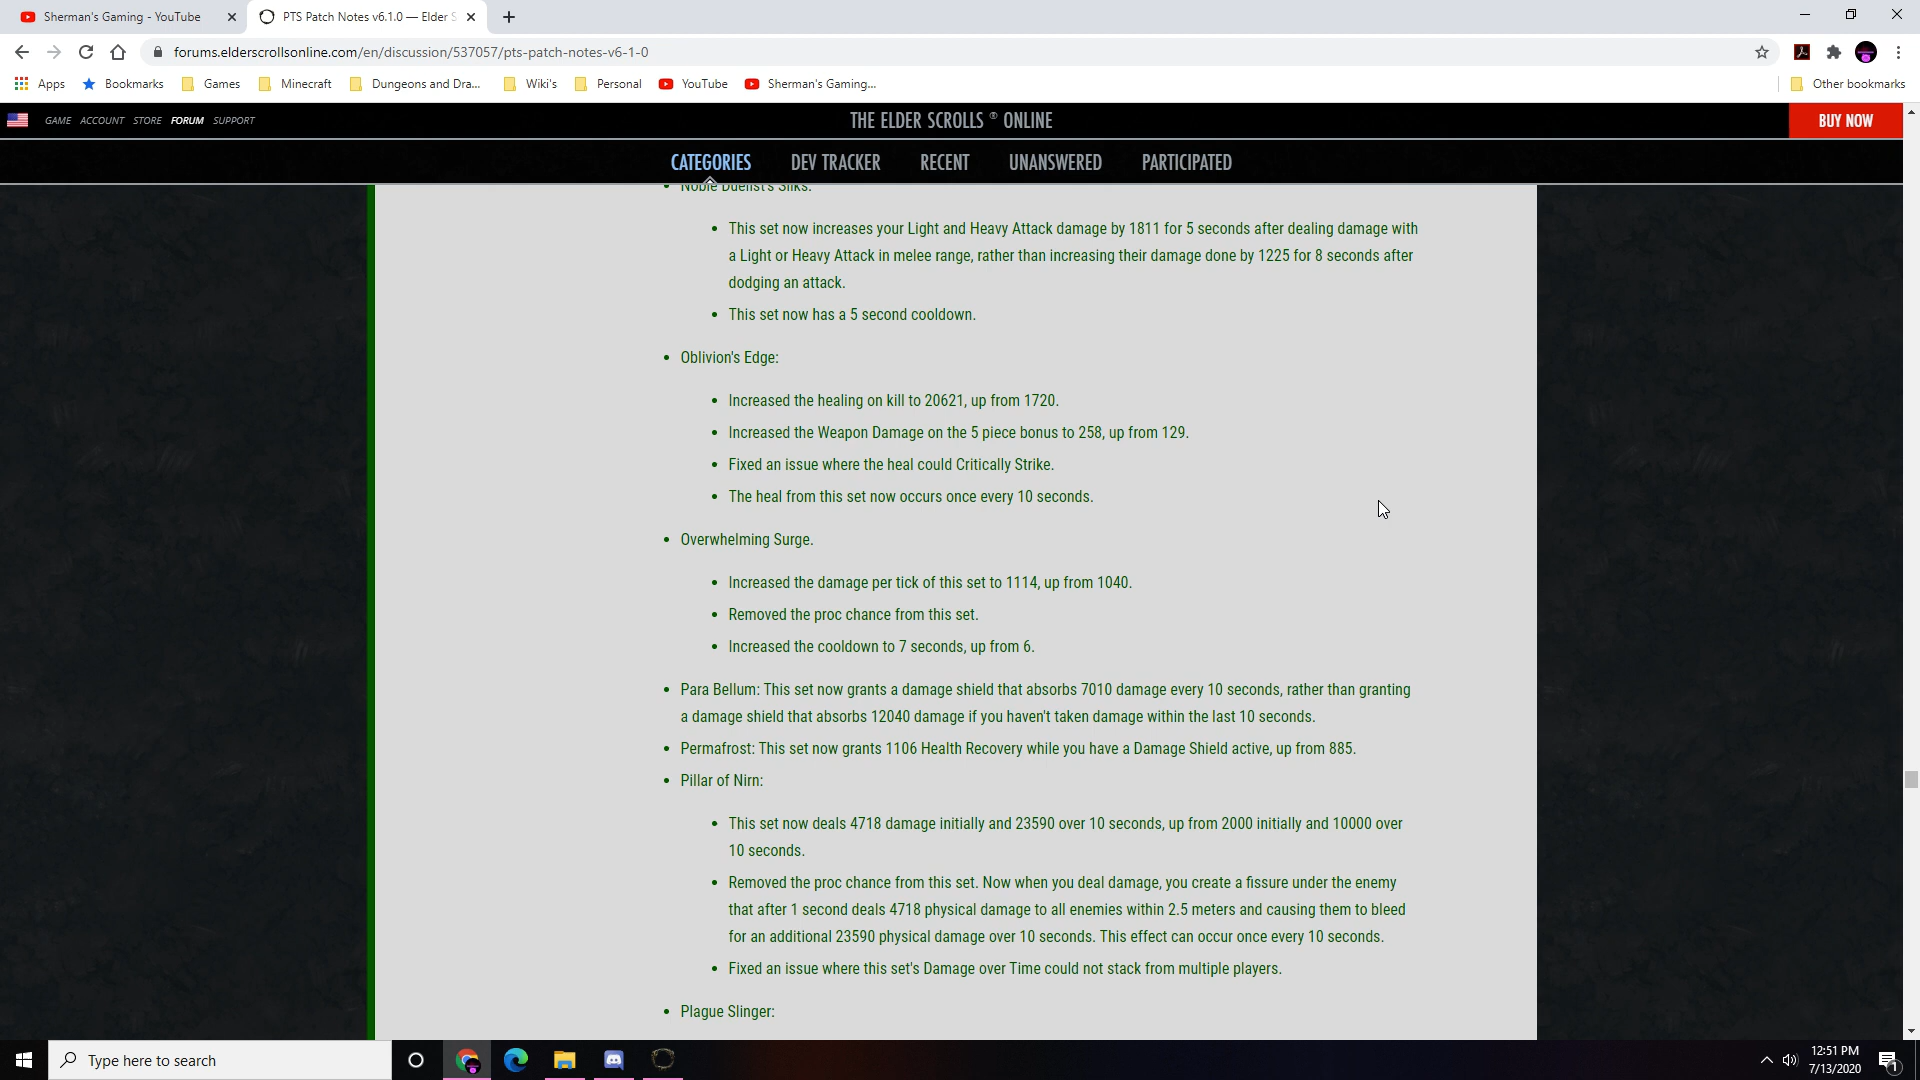 Sherman's Gaming - YouTube
PTS Patch Notes v6.1.0 — Elder S
forums.elderscrollsonline.com/en/discussion/537057/pts-patch-notes-v6-1-0
Apps Bookmarks Games Minecraft Dungeons and Dra... Wiki's Personal YouTube Sherman's Gaming... Other bookmarks
GAME ACCOUNT STORE FORUM SUPPORT THE ELDER SCROLLS ® ONLINE BUY NOW
CATEGORIES DEV TRACKER RECENT UNANSWERED PARTICIPATED
Noble Duelist's Silks:
This set now increases your Light and Heavy Attack damage by 1811 for 5 seconds after dealing damage with
a Light or Heavy Attack in melee range, rather than increasing their damage done by 1225 for 8 seconds after
dodging an attack.
This set now has a 5 second cooldown.
Oblivion's Edge:
Increased the healing on kill to 20621, up from 1720.
Increased the Weapon Damage on the 5 piece bonus to 258, up from 129.
Fixed an issue where the heal could Critically Strike.
The heal from this set now occurs once every 10 seconds.
Overwhelming Surge.
Increased the damage per tick of this set to 1114, up from 1040.
Removed the proc chance from this set.
Increased the cooldown to 7 seconds, up from 6.
Para Bellum: This set now grants a damage shield that absorbs 7010 damage every 10 seconds, rather than granting
a damage shield that absorbs 12040 damage if you haven't taken damage within the last 10 seconds.
Permafrost: This set now grants 1106 Health Recovery while you have a Damage Shield active, up from 885.
Pillar of Nirn:
This set now deals 4718 damage initially and 23590 over 10 seconds, up from 2000 initially and 10000 over
10 seconds.
Removed the proc chance from this set. Now when you deal damage, you create a fissure under the enemy
that after 1 second deals 4718 physical damage to all enemies within 2.5 meters and causing them to bleed
for an additional 23590 physical damage over 10 seconds. This effect can occur once every 10 seconds.
Fixed an issue where this set's Damage over Time could not stack from multiple players.
Plague Slinger:
Type here to search
12:51 PM
7/13/2020
1